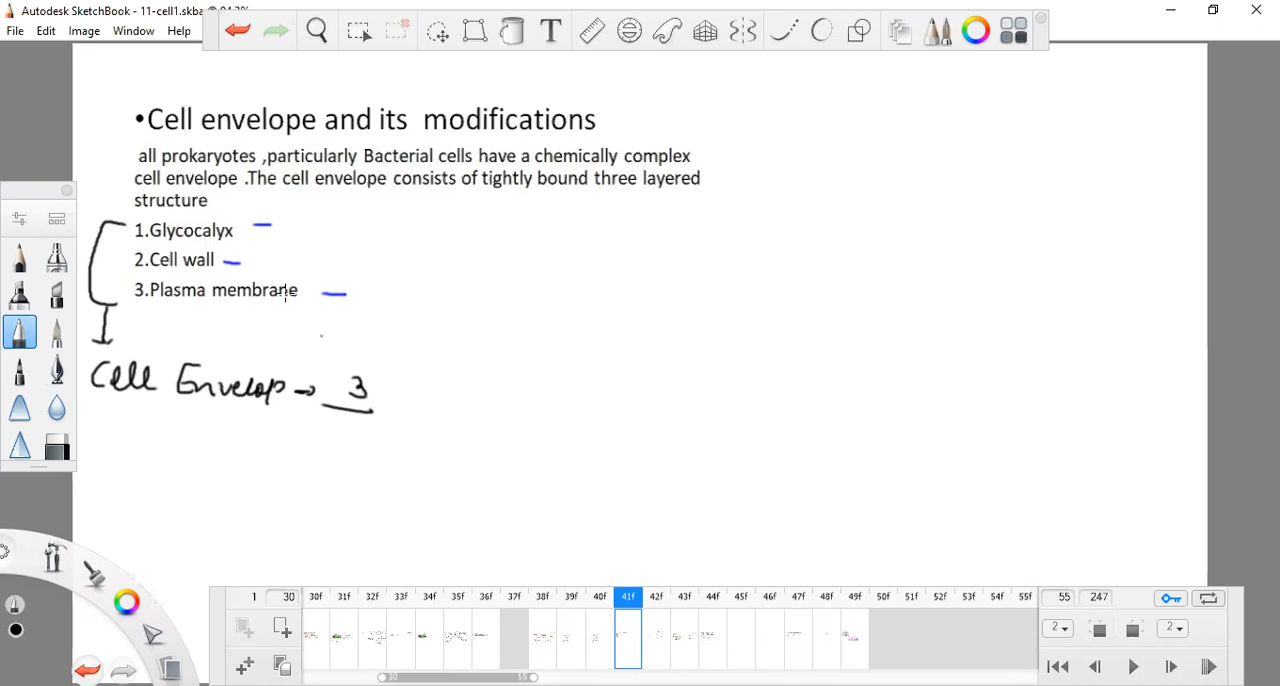 Autodesk SketchBook - 11-cell1.skba
File Edit Image Window Help
•Cell envelope and its modifications
all prokaryotes ,particularly Bacterial cells have a chemically complex
cell envelope .The cell envelope consists of tightly bound three layered
structure
1.Glycocalyx
2.Cell wall
3.Plasma membrane
Cell Envelop → 3
1 30 30f 31f 32f 33f 34f 35f 36f 37f 38f 39f 40f 41f 42f 43f 44f 45f 46f 47f 48f 49f 50f 51f 52f 53f 54f 55f 55 247
2 2
30 55